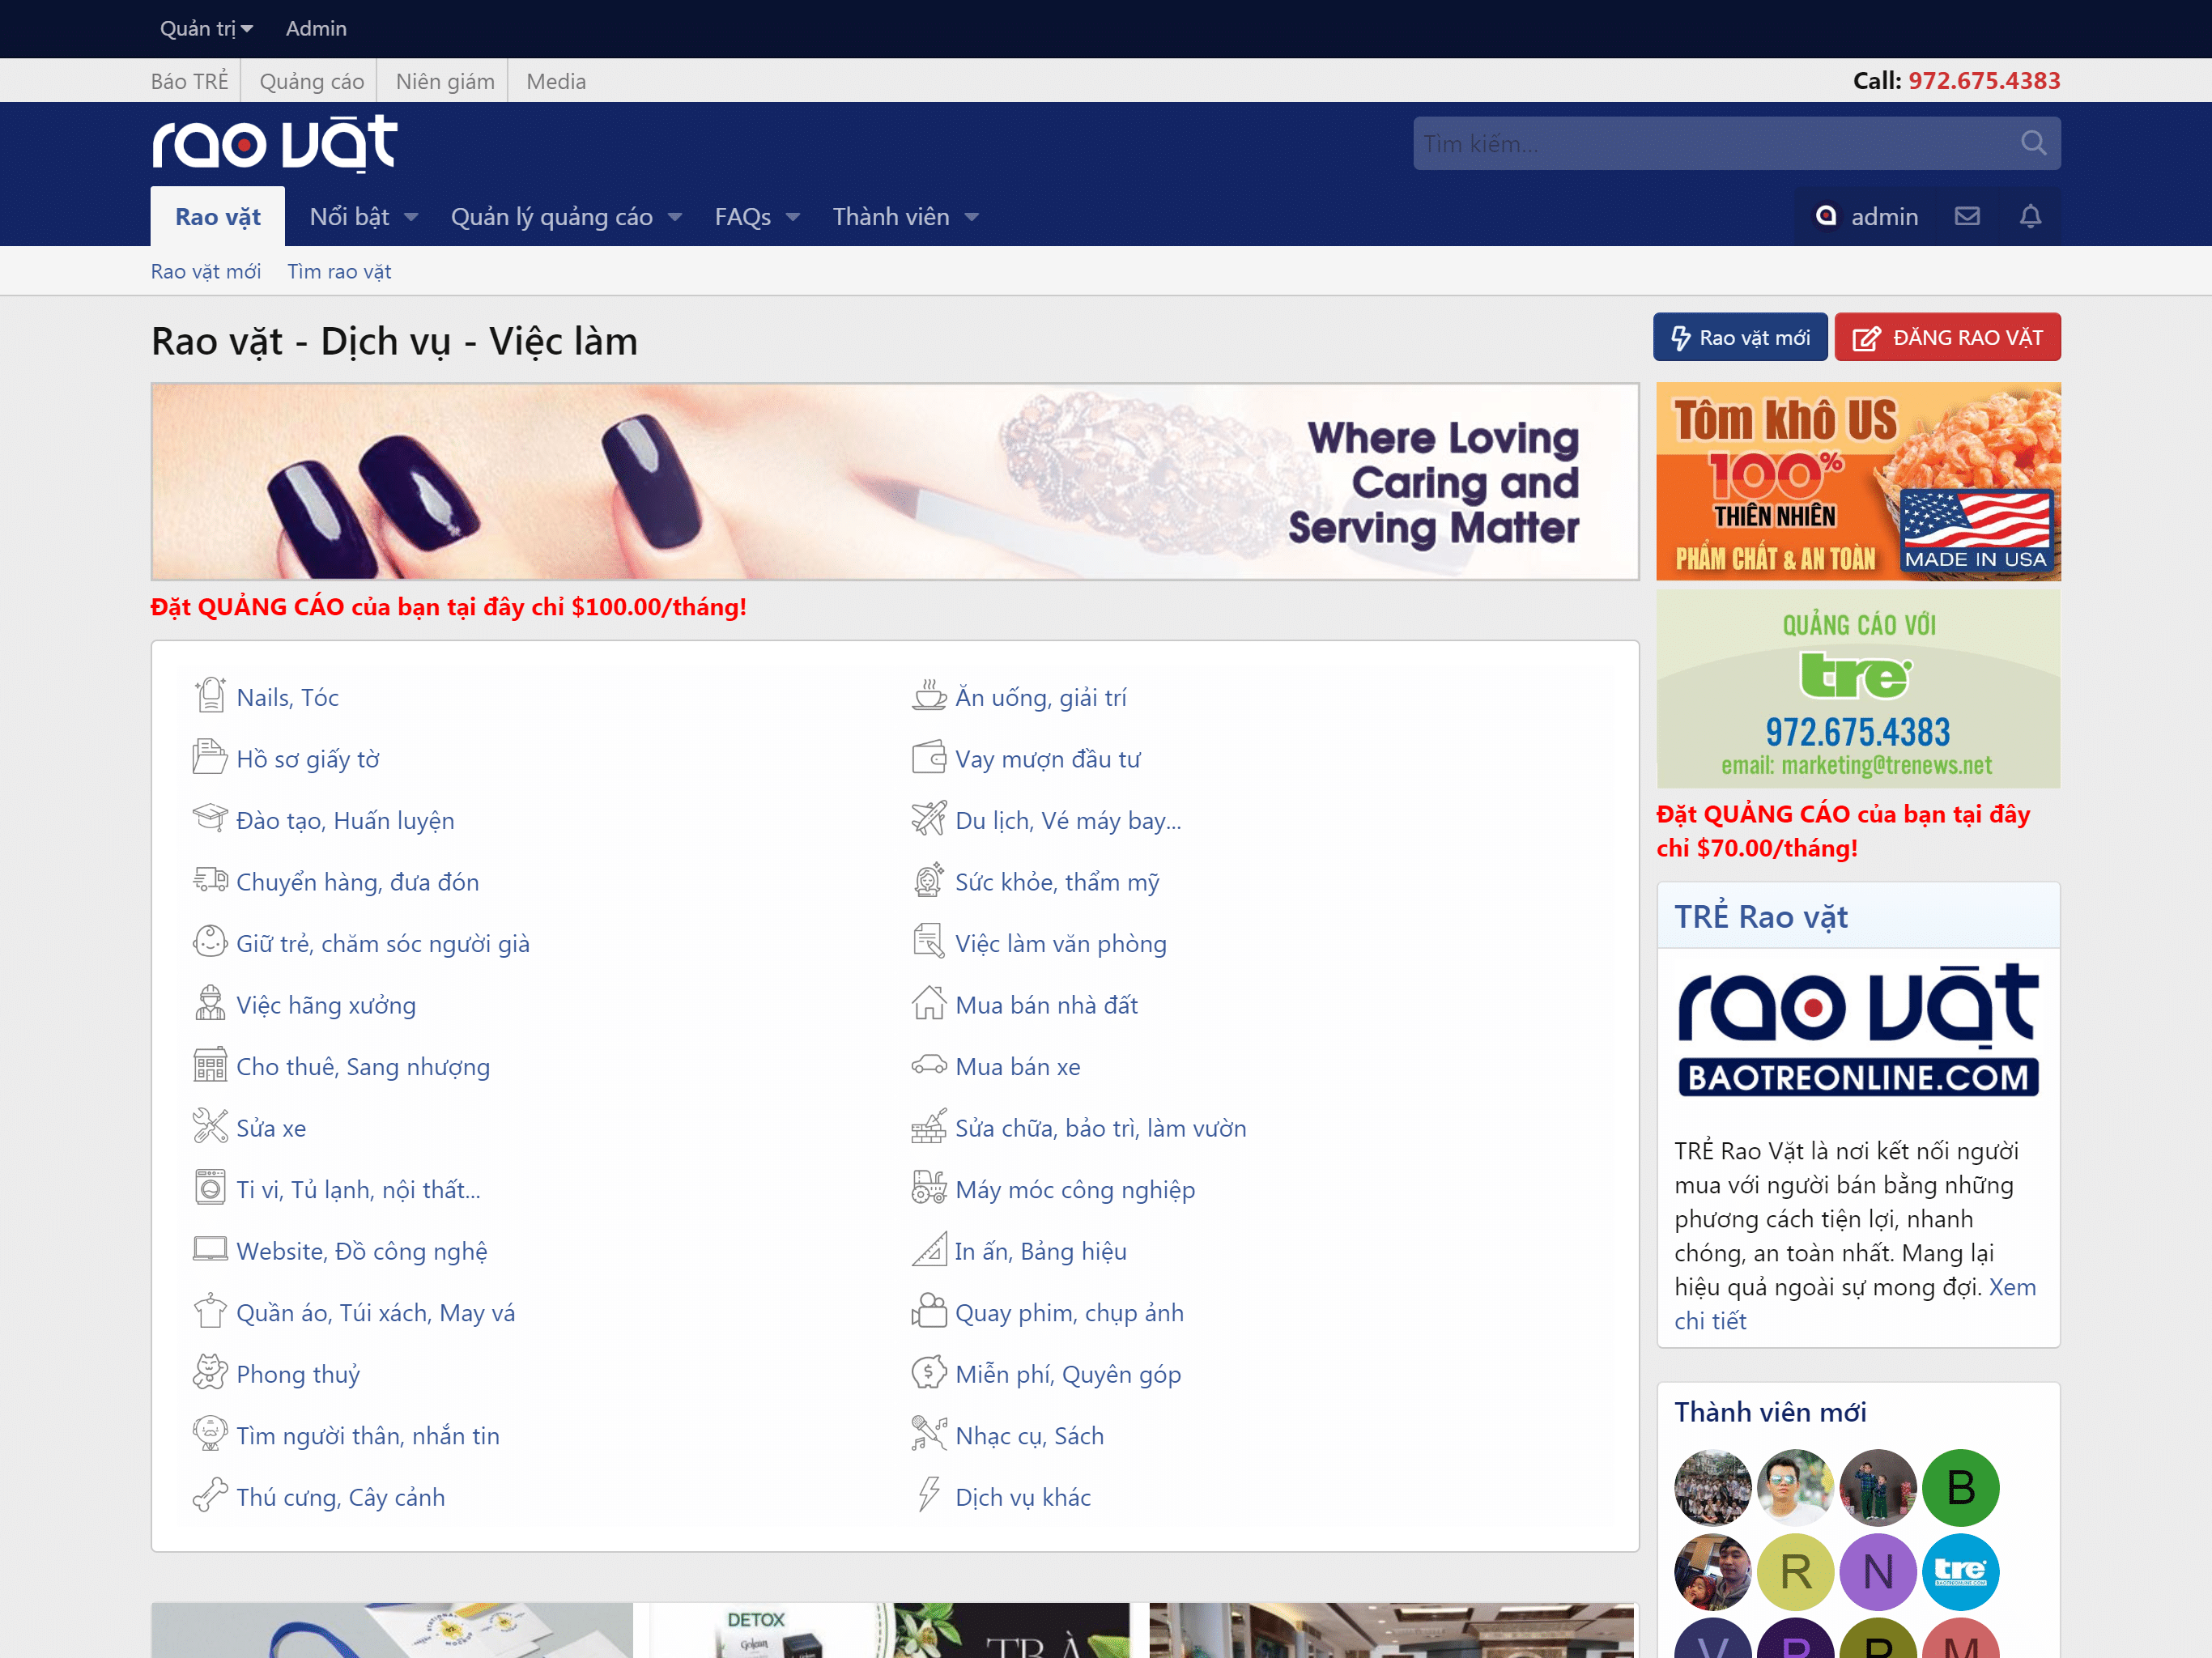 Quản trị
Admin
Báo TRẺ
Quảng cáo
Niên giám
Media
Call: 972.675.4383
rao vặt
Tìm kiếm...
Rao vặt
Nổi bật
Quản lý quảng cáo
FAQs
Thành viên
admin
Rao vặt mới
Tìm rao vặt
Rao vặt - Dịch vụ - Việc làm
Rao vặt mới
ĐĂNG RAO VẶT
Where Loving
Caring and
Serving Matter
Đặt QUẢNG CÁO của bạn tại đây chỉ $100.00/tháng!
Nails, Tóc
Ăn uống, giải trí
Hồ sơ giấy tờ
Vay mượn đầu tư
Đào tạo, Huấn luyện
Du lịch, Vé máy bay...
Chuyển hàng, đưa đón
Sức khỏe, thẩm mỹ
Giữ trẻ, chăm sóc người già
Việc làm văn phòng
Việc hãng xưởng
Mua bán nhà đất
Cho thuê, Sang nhượng
Mua bán xe
Sửa xe
Sửa chữa, bảo trì, làm vườn
Ti vi, Tủ lạnh, nội thất...
Máy móc công nghiệp
Website, Đồ công nghệ
In ấn, Bảng hiệu
Quần áo, Túi xách, May vá
Quay phim, chụp ảnh
Phong thuỷ
Miễn phí, Quyên góp
Tìm người thân, nhắn tin
Nhạc cụ, Sách
Thú cưng, Cây cảnh
Dịch vụ khác
DETOX
Golean
TRÀ
Tôm khô US
100%
THIÊN NHIÊN
PHẨM CHẤT & AN TOÀN
MADE IN USA
QUẢNG CÁO VỚI
tre
972.675.4383
email: marketing@trenews.net
Đặt QUẢNG CÁO của bạn tại đây
chỉ $70.00/tháng!
TRẺ Rao vặt
rao vặt
BAOTREONLINE.COM
TRẺ Rao Vặt là nơi kết nối người
mua với người bán bằng những
phương cách tiện lợi, nhanh
chóng, an toàn nhất. Mang lại
hiệu quả ngoài sự mong đợi. Xem
chi tiết
Thành viên mới
B
R
N
tre
BAOTREONLINE.COM
V
M